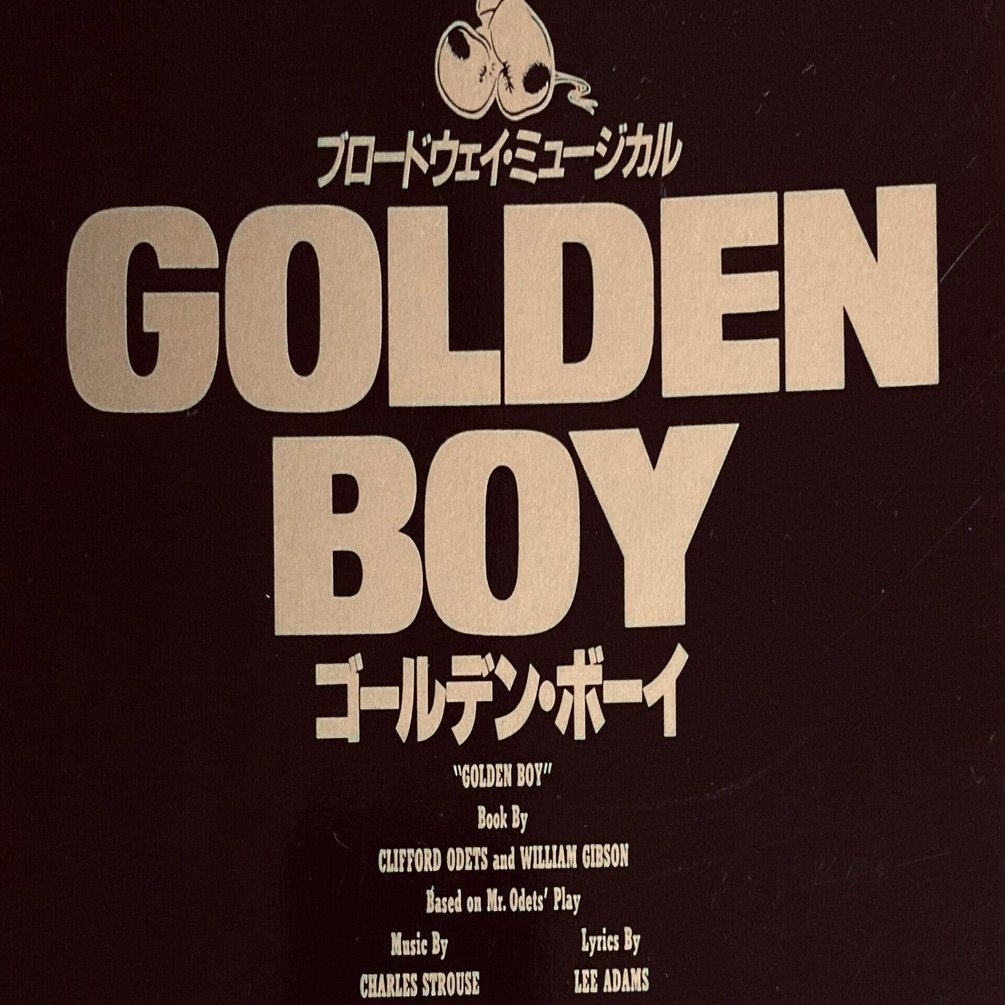 ブロードウェイ・ミュージカル
GOLDEN
BOY
ゴールデン・ボーイ
"GOLDEN BOY"
Book By
CLIFFORD ODETS and WILLIAM GIBSON
Based on Mr. Odets' Play
Music By Lyrics By
CHARLES STROUSE LEE ADAMS